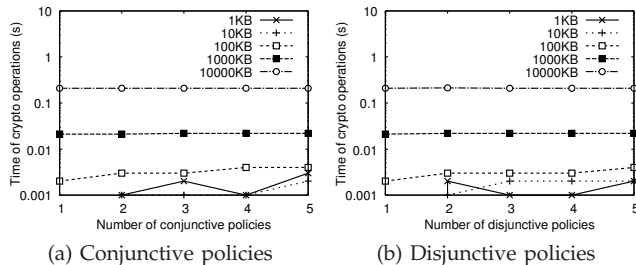 Time of crypto operations (s)
10
1
0.1
0.01
0.001
1KB
10KB
100KB
1000KB
10000KB
1 2 3 4 5
Number of conjunctive policies
(a) Conjunctive policies
Time of crypto operations (s)
10
1
0.1
0.01
0.001
1KB
10KB
100KB
1000KB
10000KB
1 2 3 4 5
Number of disjunctive policies
(b) Disjunctive policies